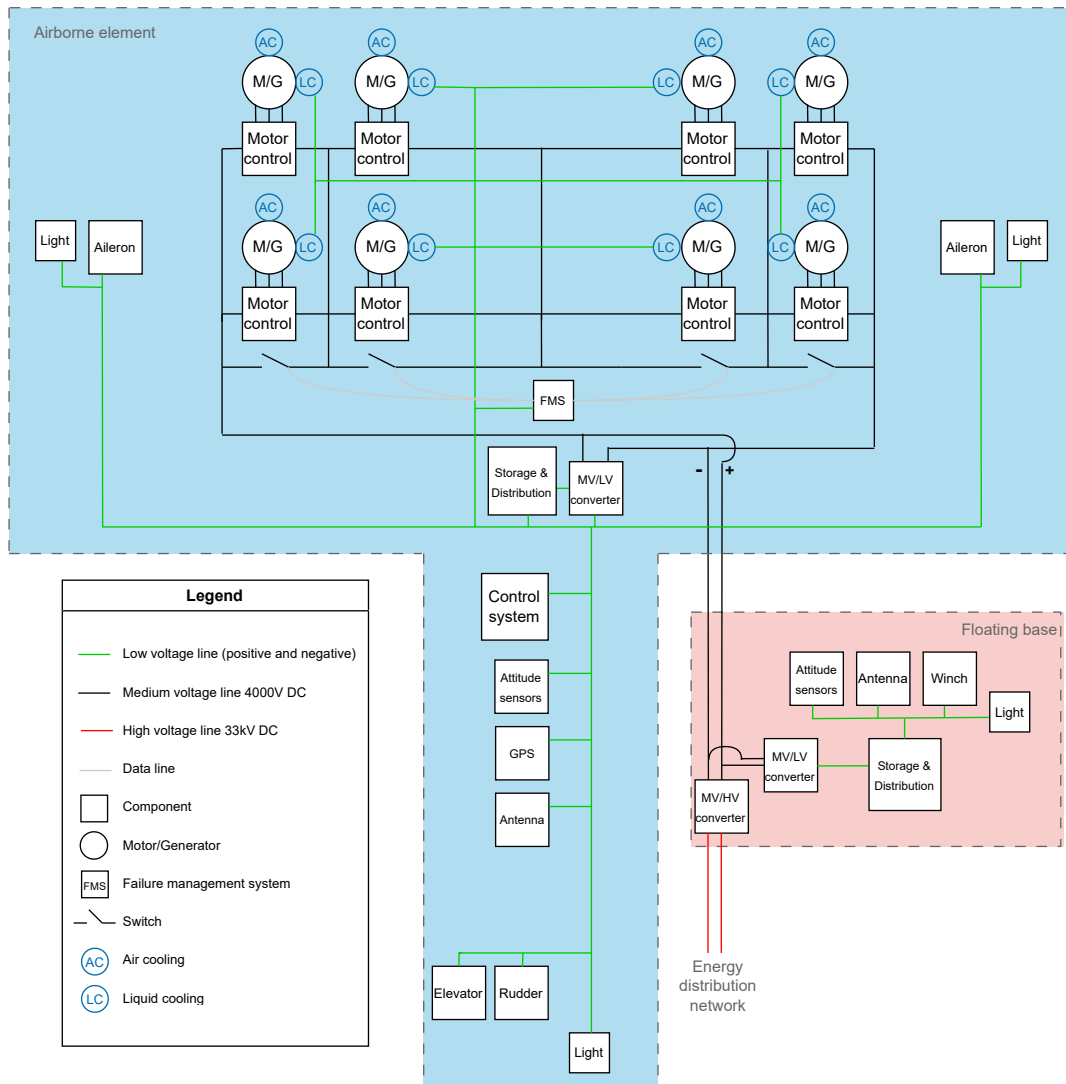 Airborne element
AC
AC
AC
AC
M/G
LC
M/G
LC
LC
M/G
LC
M/G
Motor
control
Motor
control
Motor
control
Motor
control
AC
AC
AC
AC
Light
Aileron
M/G
LC
M/G
LC
LC
M/G
LC
M/G
Aileron
Light
Motor
control
Motor
control
Motor
control
Motor
control
FMS
Storage &
Distribution
MV/LV
converter
- +
Control
system
Attitude
sensors
GPS
Antenna
Elevator
Rudder
Light
Legend
Low voltage line (positive and negative)
Medium voltage line 4000V DC
High voltage line 33kV DC
Data line
Component
Motor/Generator
FMS
Failure management system
Switch
AC
Air cooling
LC
Liquid cooling
Floating base
Attitude
sensors
Antenna
Winch
Light
MV/LV
converter
Storage &
Distribution
MV/HV
converter
Energy
distribution
network